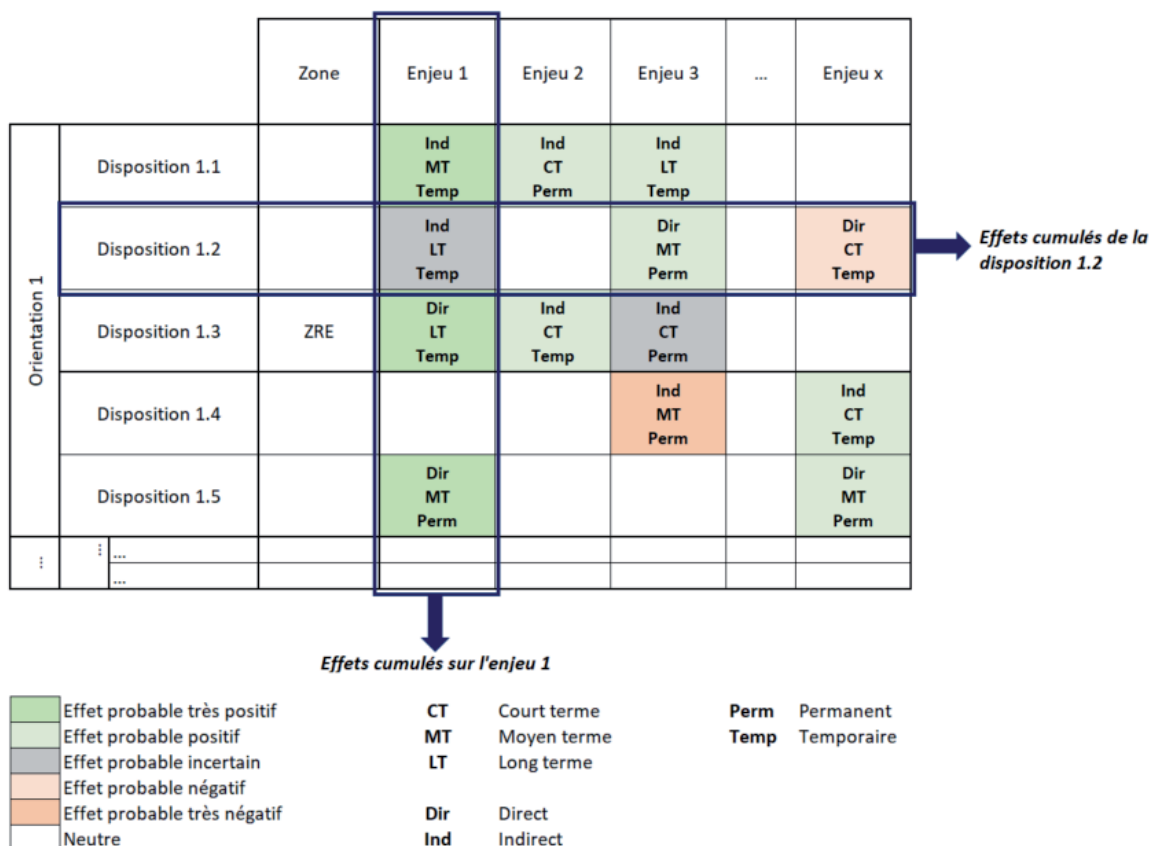 Zone Enjeu 1 Enjeu 2 Enjeu 3 ... Enjeu x
Orientation 1
Disposition 1.1
Ind Ind Ind
MT CT LT
Temp Perm Temp
Disposition 1.2
Ind Dir Dir
LT MT CT
Temp Perm Temp
Effets cumulés de la
disposition 1.2
Disposition 1.3 ZRE
Dir Ind Ind
LT CT CT
Temp Temp Perm
Disposition 1.4
Ind Ind
MT CT
Perm Temp
Disposition 1.5
Dir Dir
MT MT
Perm Perm
... ... ...
...
Effets cumulés sur l'enjeu 1
Effet probable très positif CT Court terme Perm Permanent
Effet probable positif MT Moyen terme Temp Temporaire
Effet probable incertain LT Long terme
Effet probable négatif
Effet probable très négatif Dir Direct
Neutre Ind Indirect